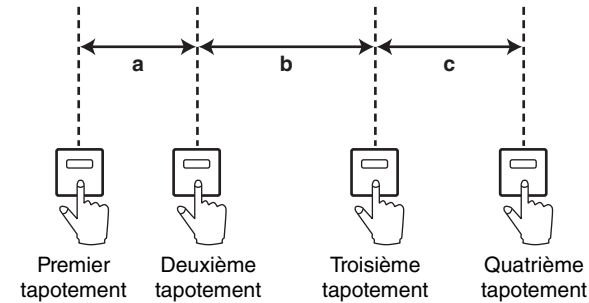 a b c
Premier tapotement
Deuxième tapotement
Troisième tapotement
Quatrième tapotement